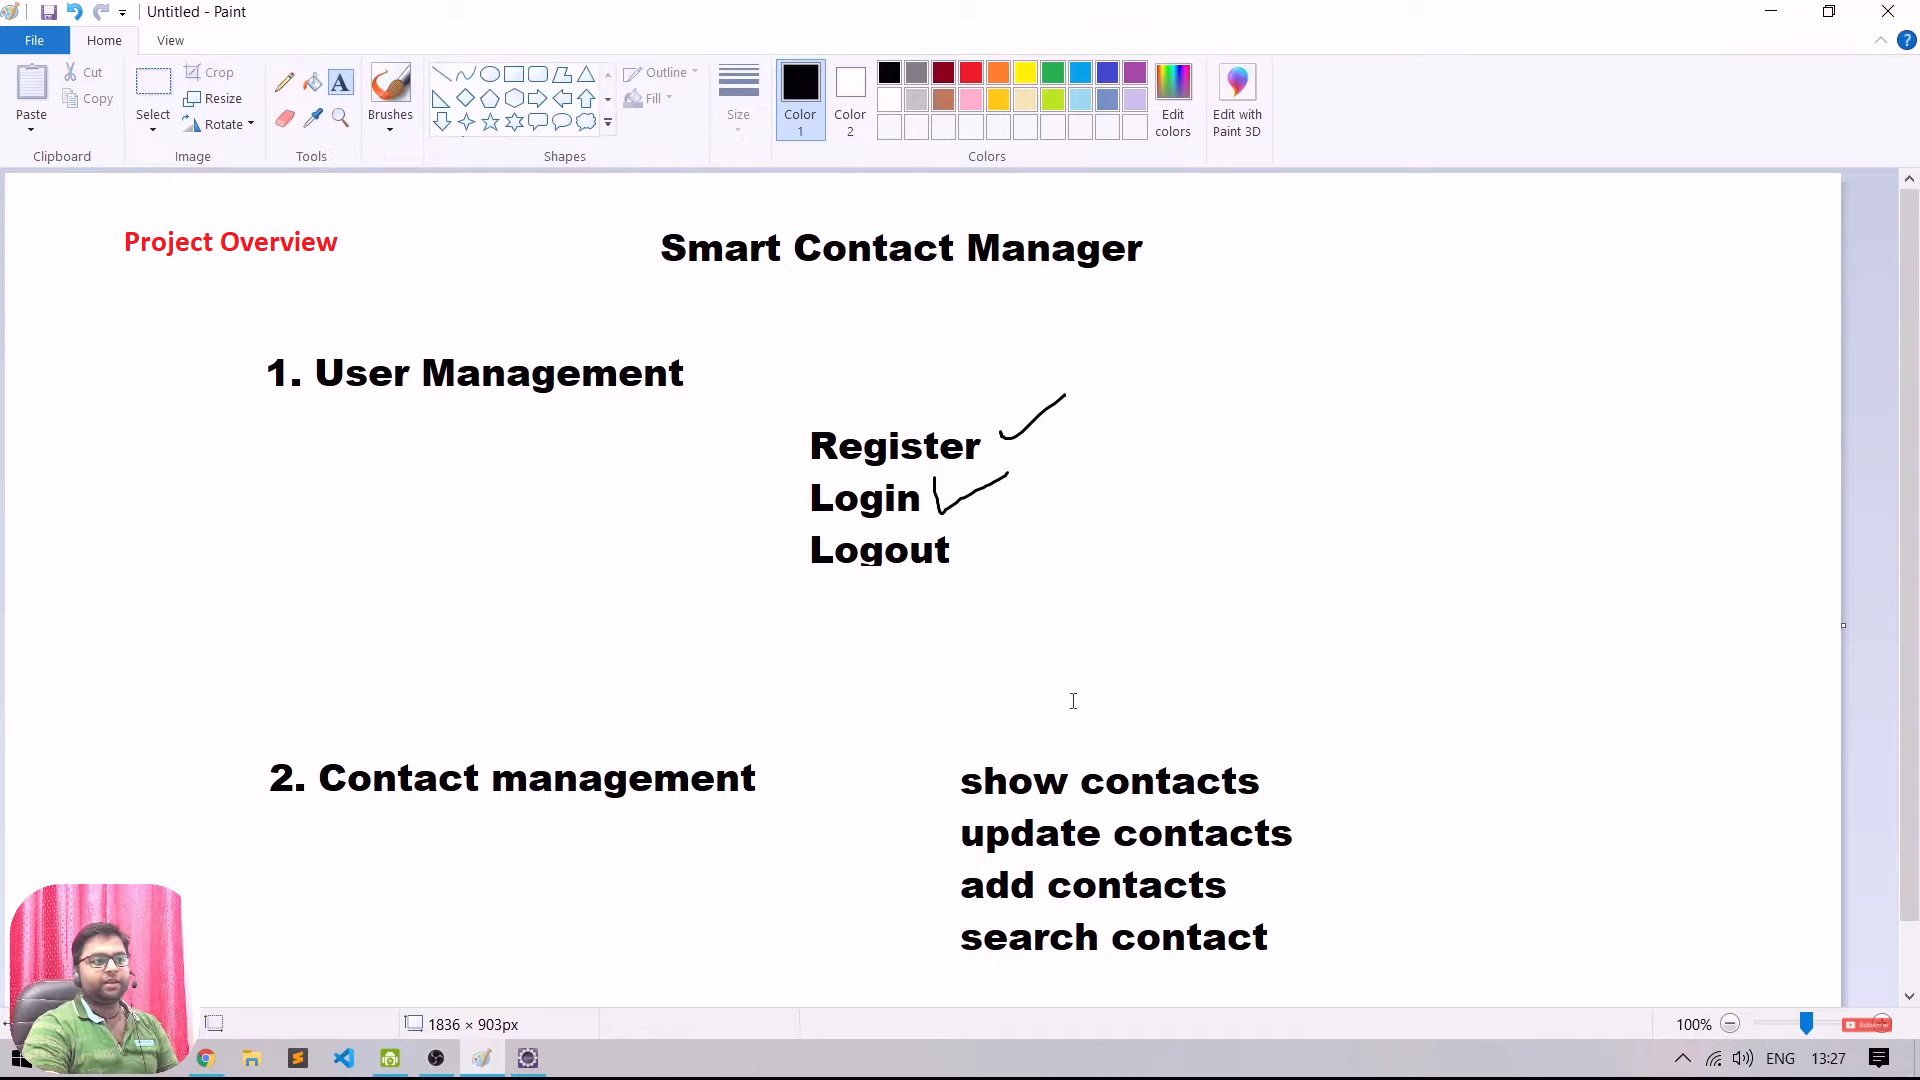 Untitled - Paint
File
Home
View
Paste
Cut
Copy
Clipboard
Select
Crop
Resize
Rotate
Image
Tools
Brushes
Shapes
Outline
Fill
Size
Color 1
Color 2
Edit colors
Colors
Edit with Paint 3D
Project Overview
Smart Contact Manager
1. User Management
Register
Login
Logout
2. Contact management
show contacts
update contacts
add contacts
search contact
1836 × 903px
100%
ENG
13:27